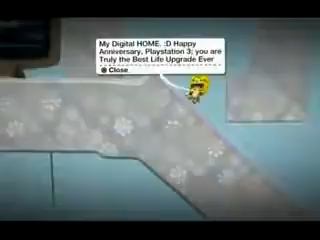 My Digital HOME. :D Happy
Anniversary, Playstation 3; you are
Truly the Best Life Upgrade Ever
Close